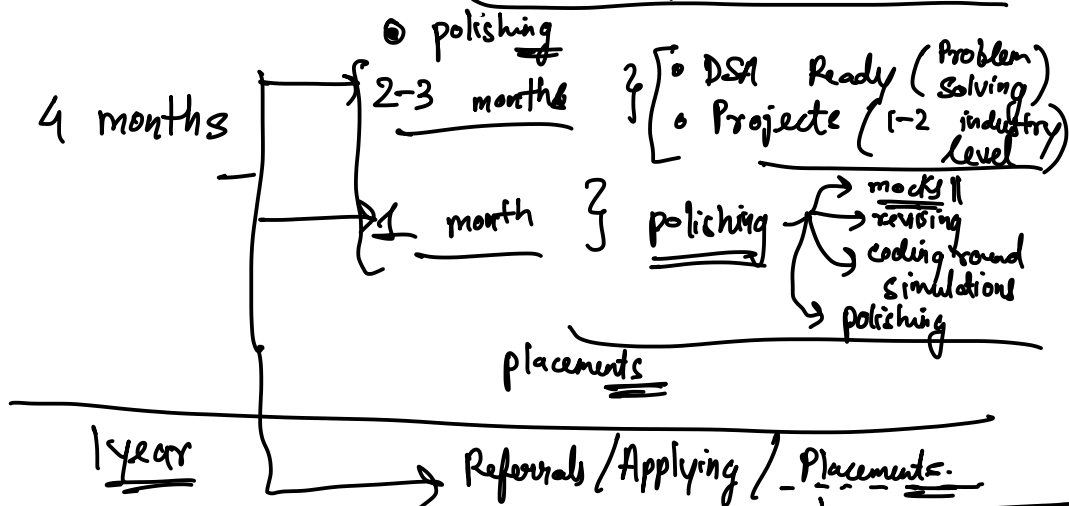 polishing
4 months
2-3 months
DSA Ready (Problem Solving)
Projects (1-2 industry level)
1 month
polishing
mocks
revising
coding round
simulations
polishing
placements
1 year
Referrals / Applying / Placements.